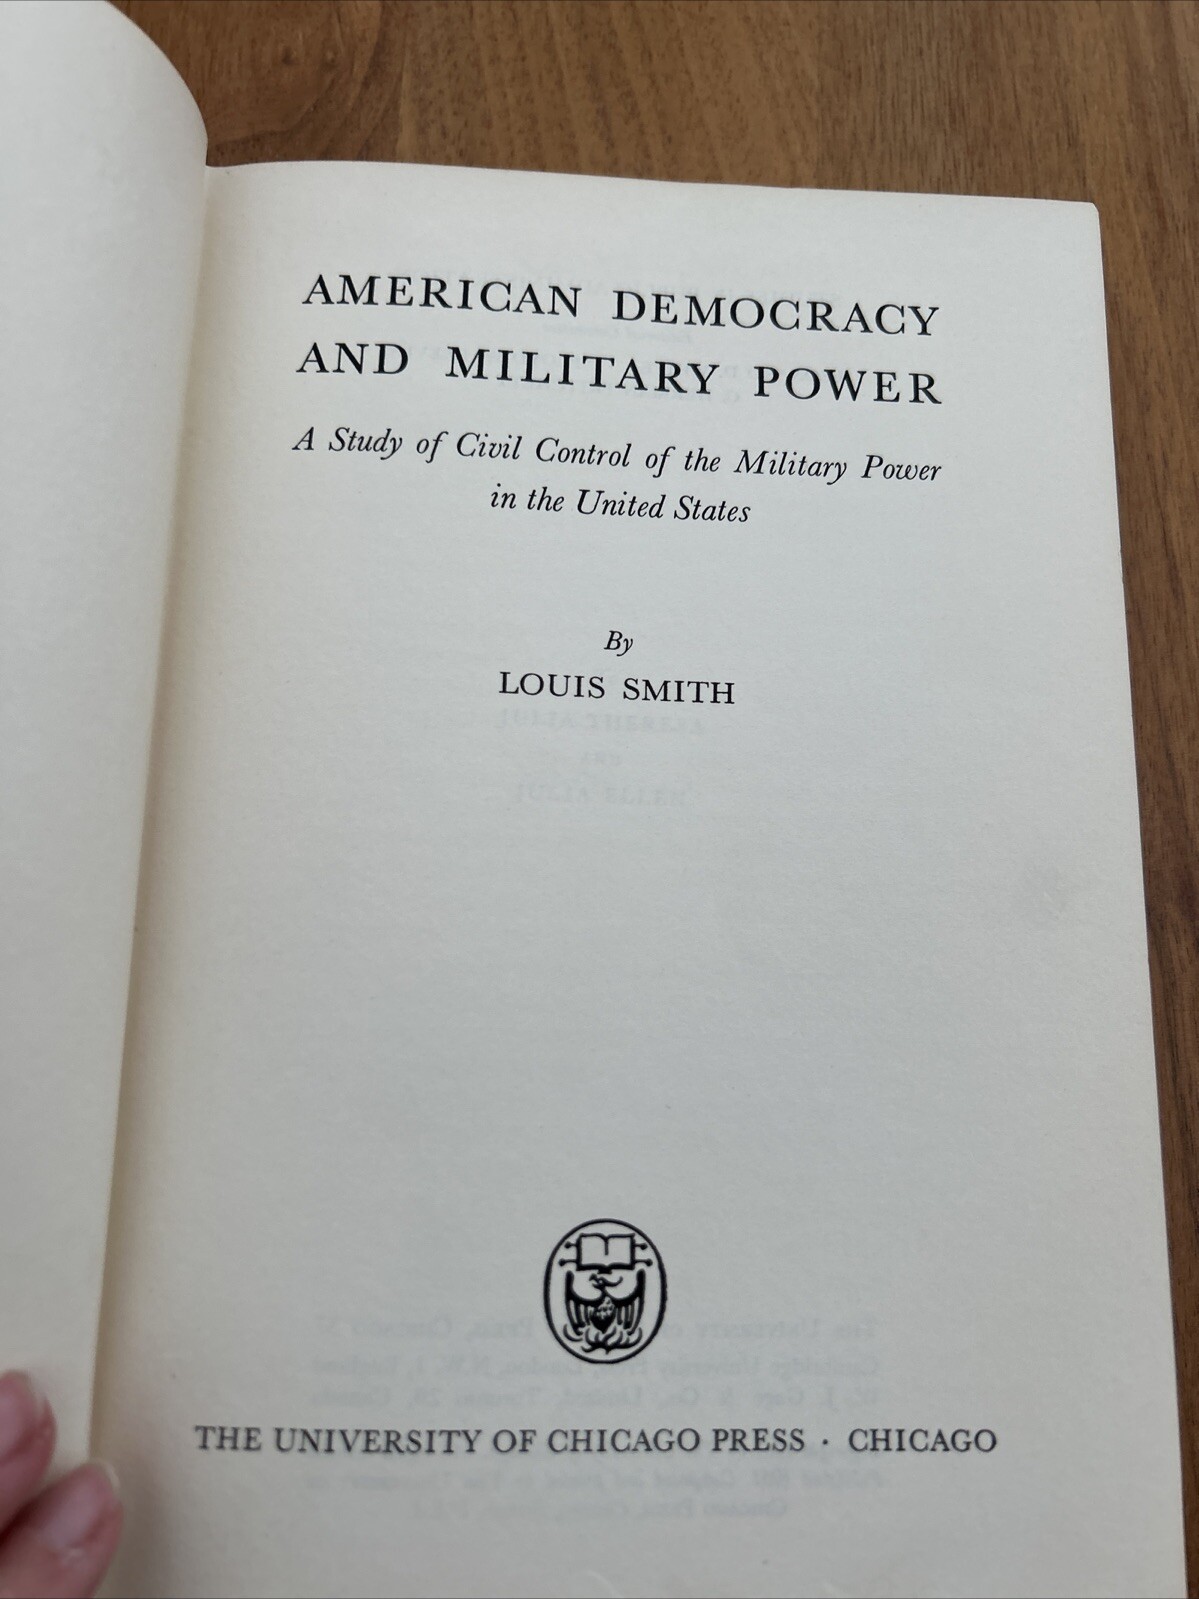 AMERICAN DEMOCRACY
AND MILITARY POWER
A Study of Civil Control of the Military Power
in the United States
By
LOUIS SMITH
THE UNIVERSITY OF CHICAGO PRESS · CHICAGO